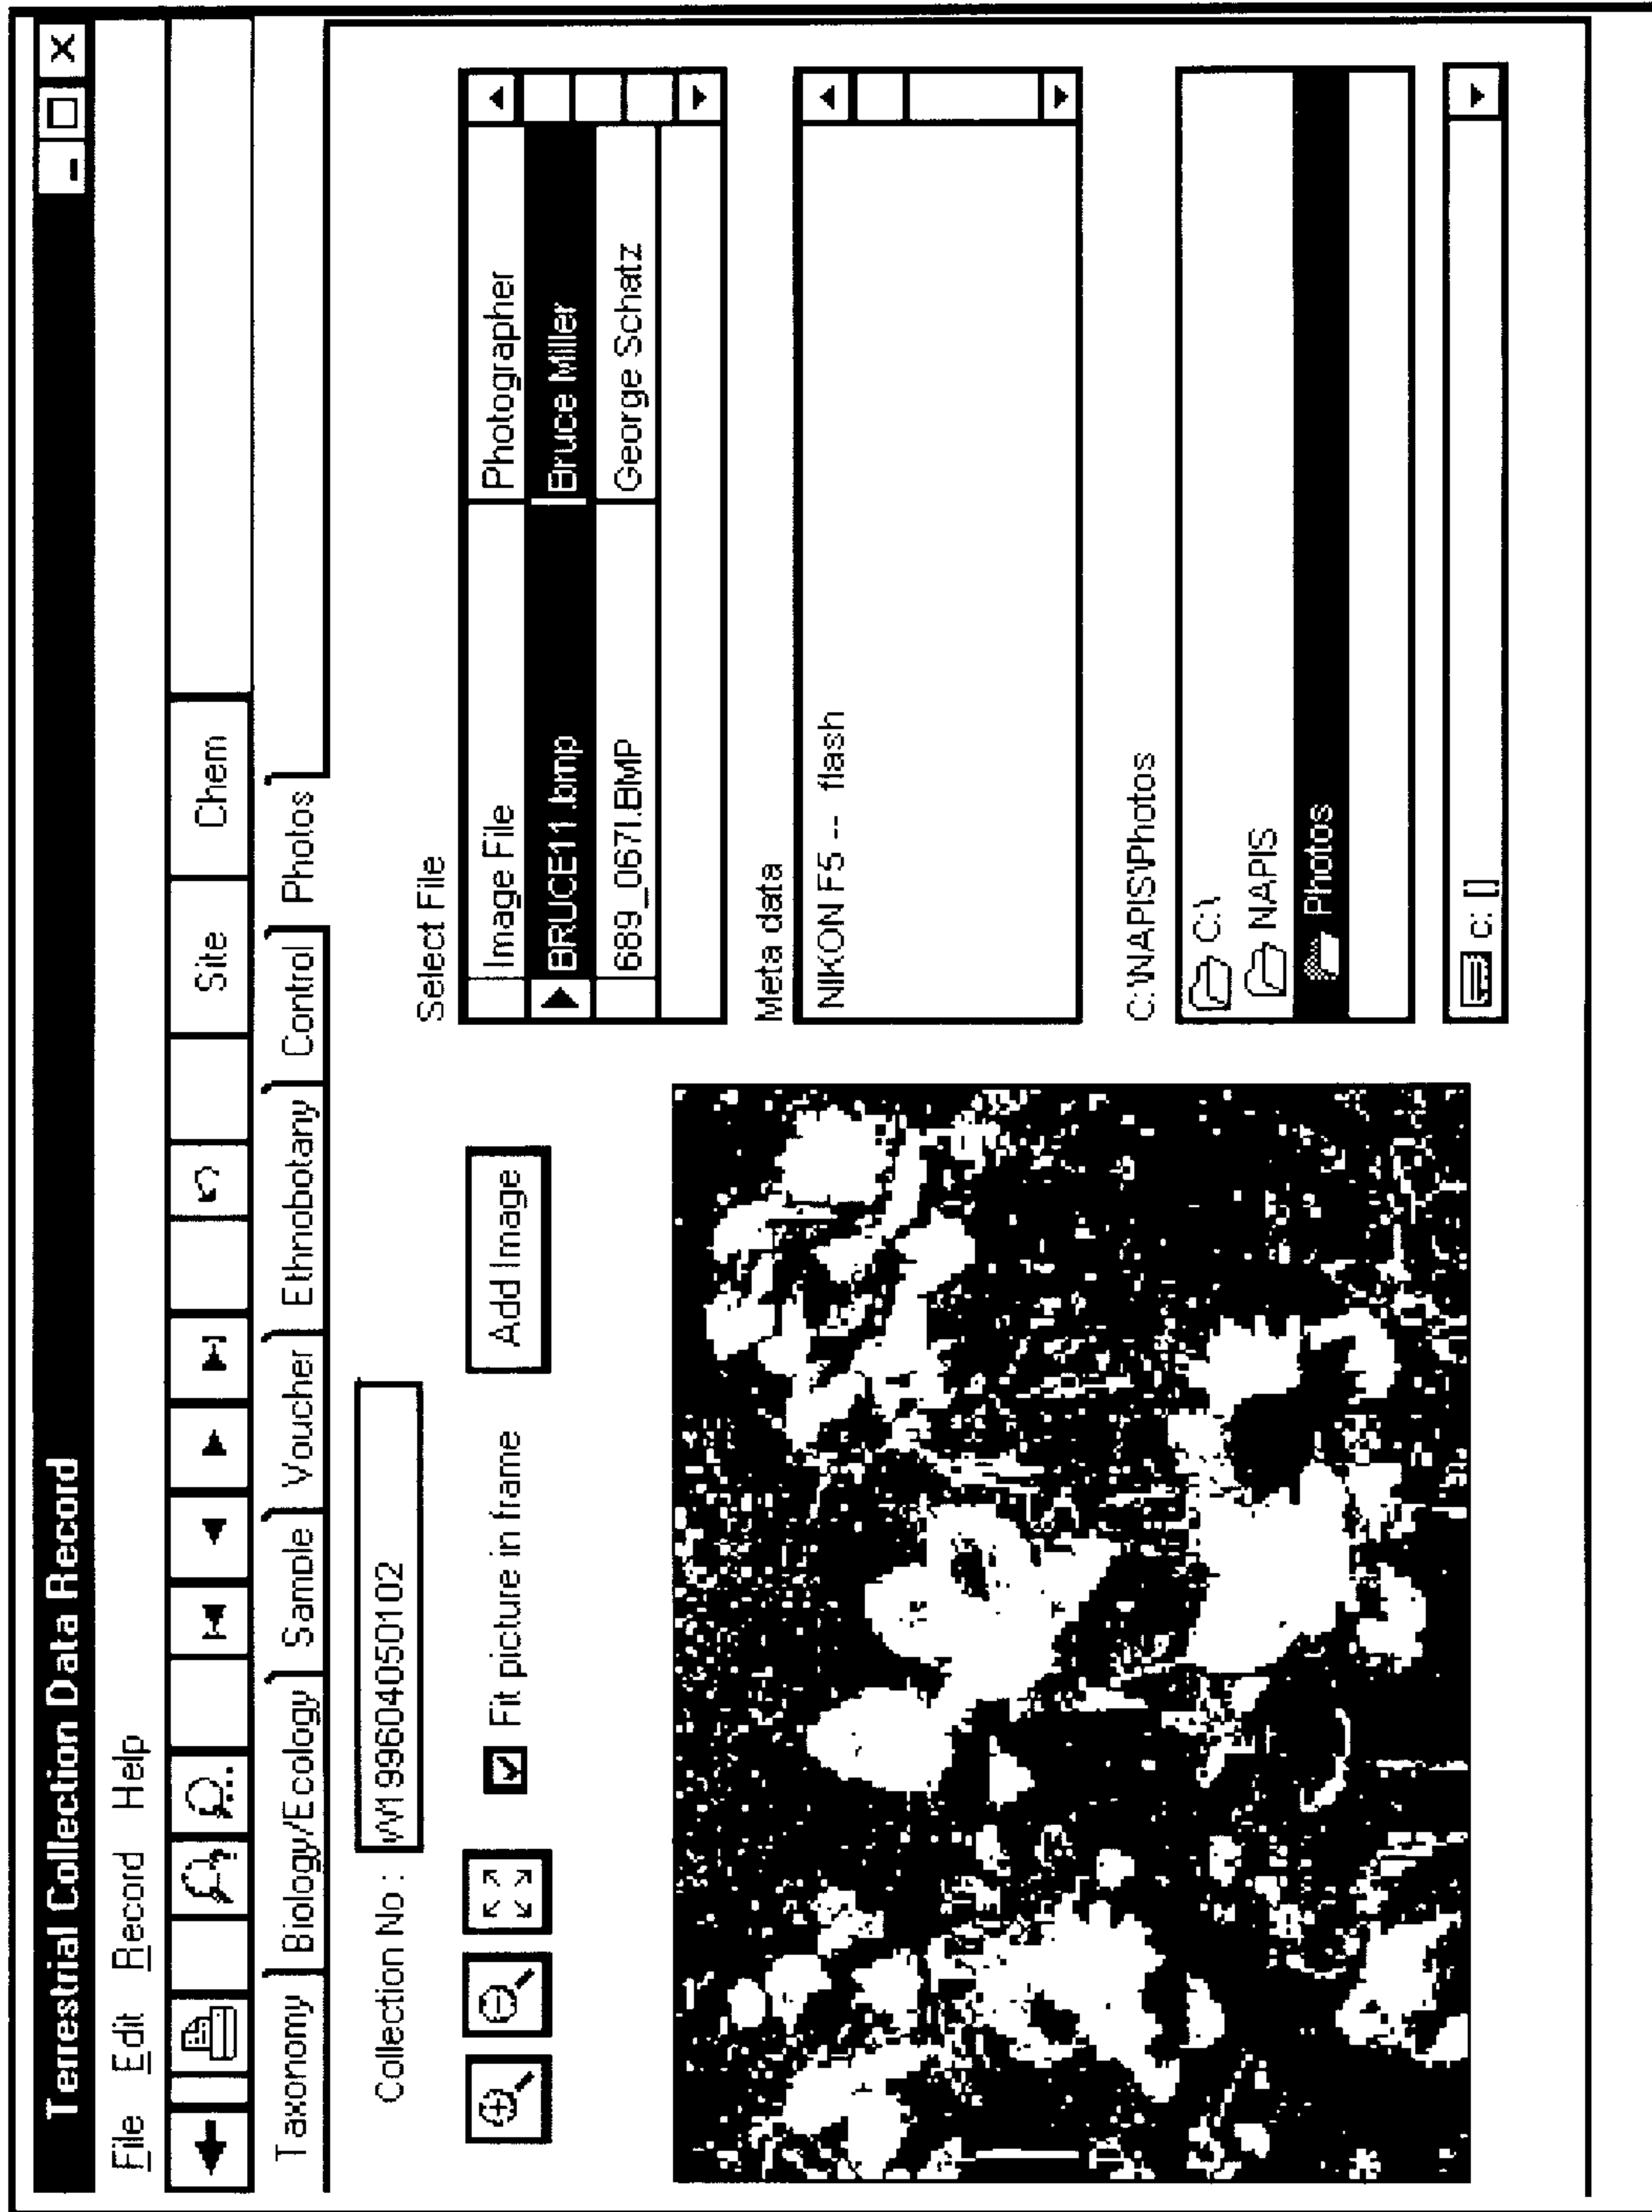 Terrestrial Collection Data Record
File Edit Record Help
Site Chem
Taxonomy Biology/Ecology Sample Voucher Ethnobotany Control Photos
Collection No : W199604050102
Fit picture in frame
Add Image
Select File
Image File Photographer
BRUCE11.bmp Bruce Miller
689_067I.BMP George Schatz
Meta data
NIKON F5 -- flash
C:\NAPIS\Photos
C:\
NAPIS
Photos
c: []